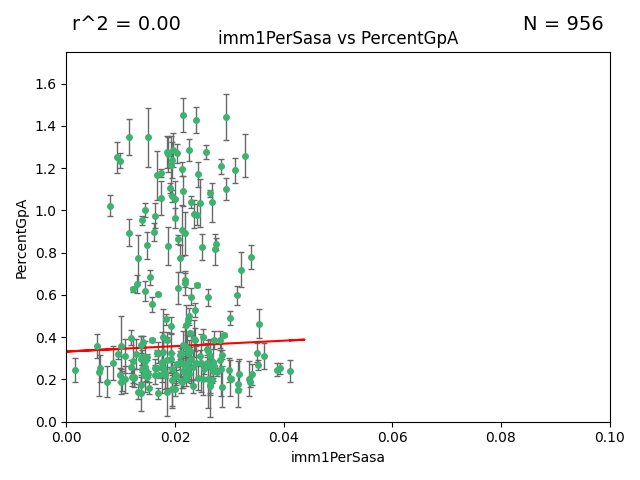 r^2 = 0.00
N = 956
imm1PerSasa vs PercentGpA
1.6
1.4
1.2
1.0
0.8
0.6
0.4
0.2
0.0
PercentGpA
0.00 0.02 0.04 0.06 0.08 0.10
imm1PerSasa